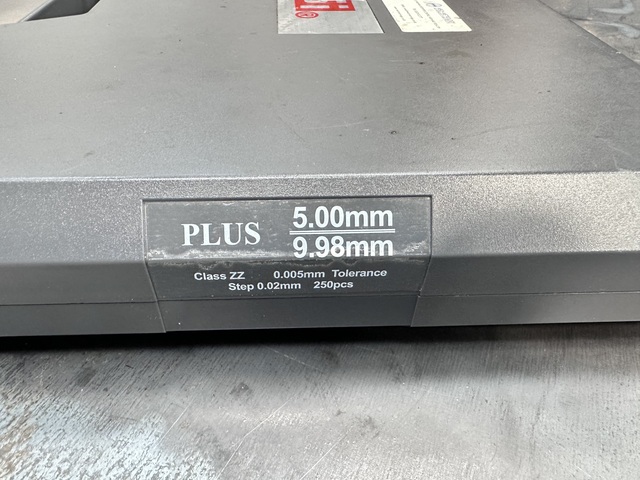 PLUS
5.00mm
9.98mm
Class ZZ 0.005mm Tolerance
Step 0.02mm 250pcs